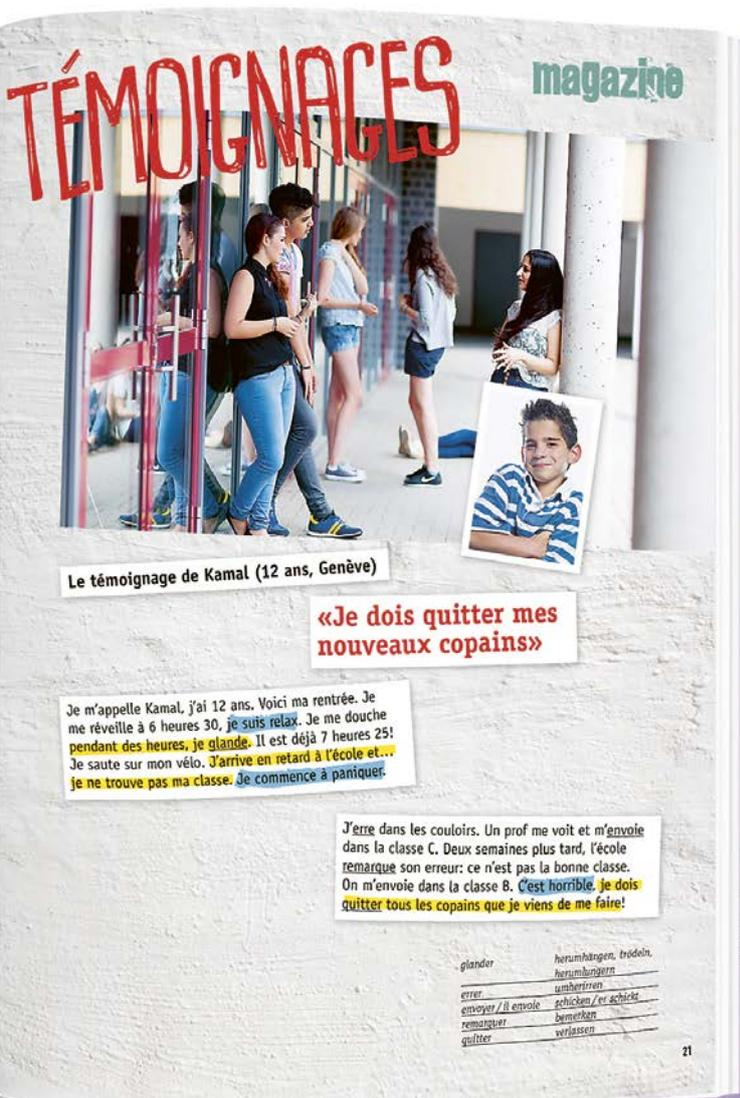 TÉMOIGNAGES
magazine
Le témoignage de Kamal (12 ans, Genève)
«Je dois quitter mes
nouveaux copains»
Je m'appelle Kamal, j'ai 12 ans. Voici ma rentrée. Je
me réveille à 6 heures 30, je suis relax. Je me douche
pendant des heures, je glande. Il est déjà 7 heures 25!
Je saute sur mon vélo. J'arrive en retard à l'école et...
je ne trouve pas ma classe. Je commence à paniquer.
J'erre dans les couloirs. Un prof me voit et m'envoie
dans la classe C. Deux semaines plus tard, l'école
remarque son erreur: ce n'est pas la bonne classe.
On m'envoie dans la classe B. C'est horrible, je dois
quitter tous les copains que je viens de me faire!
glander herumhängen, trödeln,
herumlungern
errer umherirren
envoyer / il envoie schicken / er schickt
remarquer bemerken
quitter verlassen
21